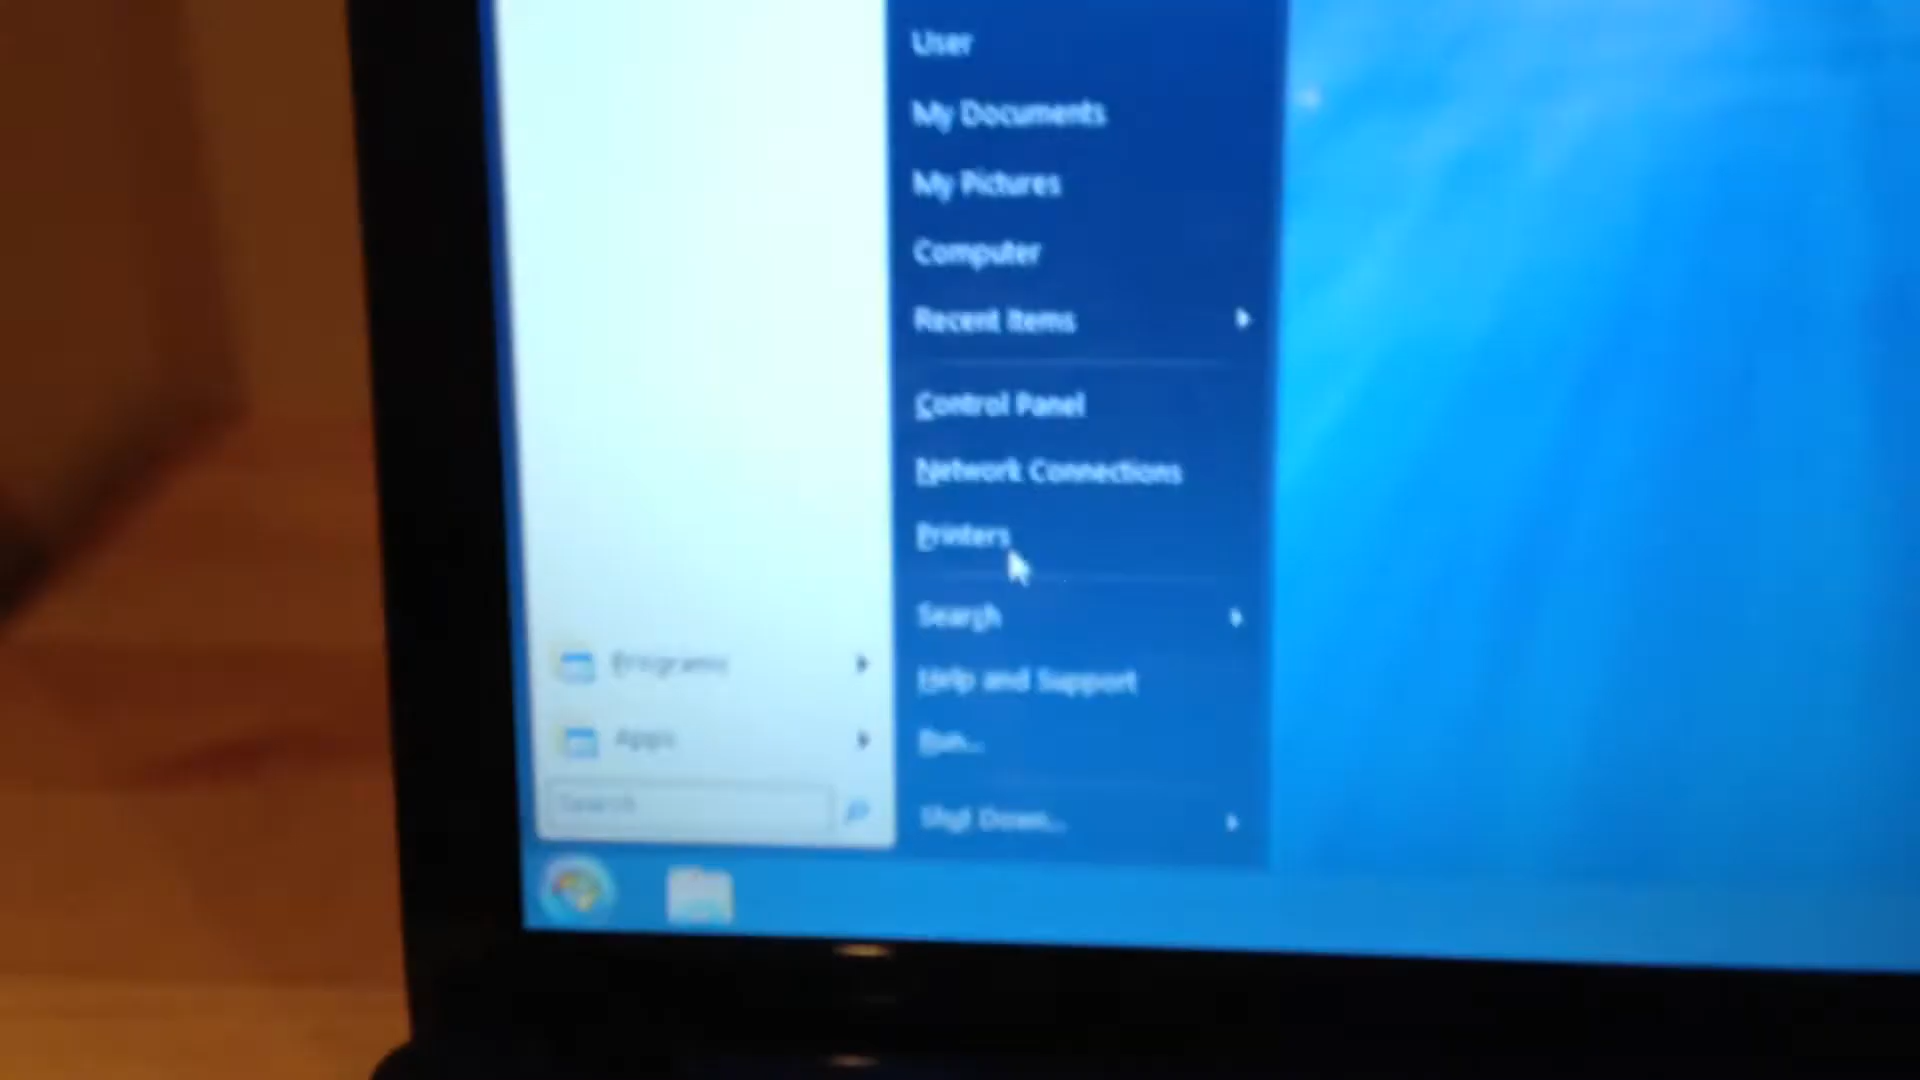 User
My Documents
My Pictures
Computer
Recent Items
Control Panel
Network Connections
Printers
Search
Help and Support
Run...
Shut Down...
Programs
Apps
Search